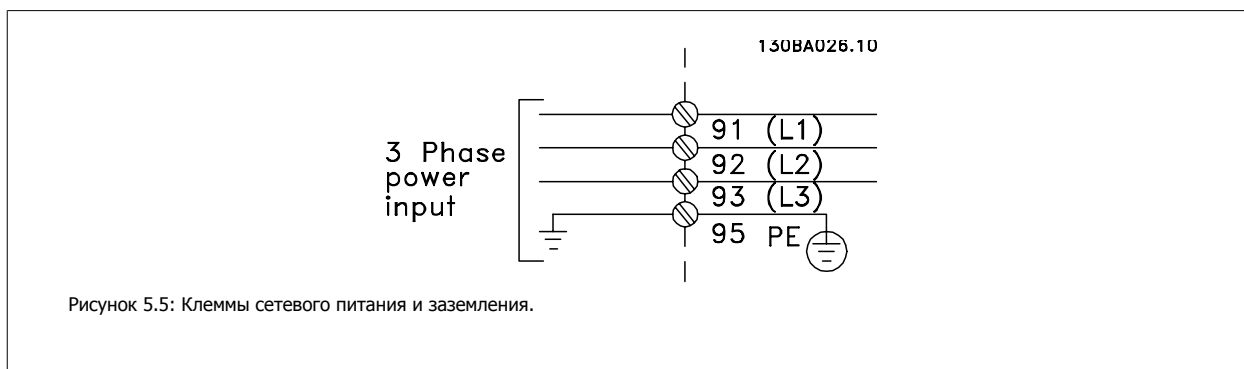 130BA026.10
3 Phase
power
input
91 (L1)
92 (L2)
93 (L3)
95 PE
Рисунок 5.5: Клеммы сетевого питания и заземления.